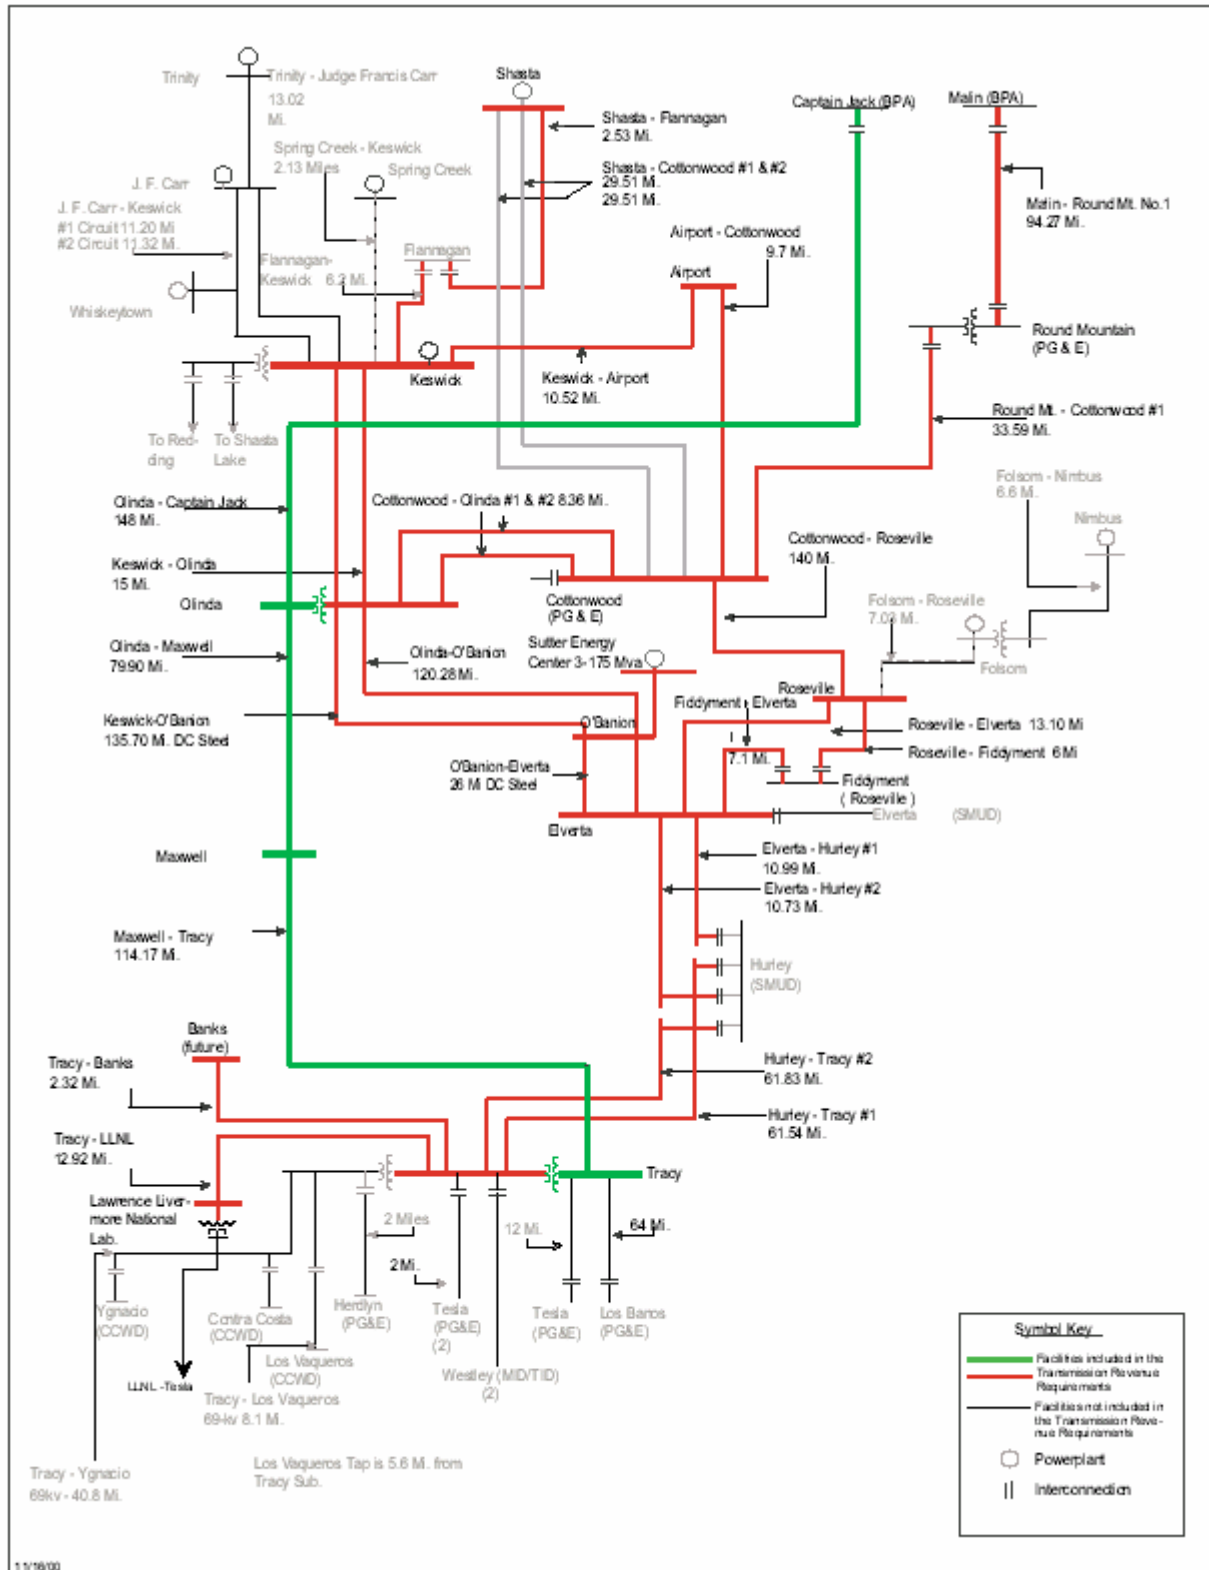 Shasta
Trinity
Trinity - Judge Francis Carr
13.02
Mi.
Captain Jack (BPA)
Malin (BPA)
Shasta - Flannagan
2.53 Mi.
Spring Creek - Keswick
2.13 Miles
Spring Creek
Shasta - Cottonwood #1 & #2
29.51 Mi.
29.51 Mi.
J. F. Carr
J. F. Carr - Keswick
#1 Circuit 11.20 Mi
#2 Circuit 11.32 Mi.
Malin - Round Mt. No.1
94.27 Mi.
Airport - Cottonwood
9.7 Mi.
Flannagan
Flannagan-
Keswick 6.2 Mi.
Airport
Whiskeytown
Round Mountain
(PG & E)
Keswick
Keswick - Airport
10.52 Mi.
Round Mt. - Cottonwood #1
33.59 Mi.
To Red-
ding
To Shasta
Lake
Folsom - Nimbus
6.6 Mi.
Nimbus
Olinda - Captain Jack
148 Mi.
Cottonwood - Olinda #1 & #2 8.36 Mi.
Cottonwood - Roseville
140 Mi.
Keswick - Olinda
15 Mi.
Olinda
Cottonwood
(PG & E)
Folsom - Roseville
7.03 Mi.
Folsom
Olinda - Maxwell
79.90 Mi.
Olinda-O'Banion
120.28 Mi.
Sutter Energy
Center 3-175 Mva
Roseville
Fiddyment - Elverta
7.1 Mi.
Keswick-O'Banion
135.70 Mi. DC Steel
O'Banion
Roseville - Elverta 13.10 Mi
Roseville - Fiddyment 6 Mi
O'Banion-Elverta
26 Mi DC Steel
Fiddyment
( Roseville )
Elverta
Elverta (SMUD)
Maxwell
Elverta - Hurley #1
10.99 Mi.
Elverta - Hurley #2
10.73 Mi.
Maxwell - Tracy
114.17 Mi.
Hurley
(SMUD)
Banks
(future)
Tracy - Banks
2.32 Mi.
Hurley - Tracy #2
61.83 Mi.
Hurley - Tracy #1
61.54 Mi.
Tracy - LLNL
12.92 Mi.
Tracy
Lawrence Liver-
more National
Lab.
2 Miles
12 Mi.
64 Mi.
2 Mi.
Ygnacio
(CCWD)
Contra Costa
(CCWD)
Herdlyn
(PG&E)
Tesla
(PG&E)
(2)
Tesla
(PG&E)
Los Banos
(PG&E)
Los Vaqueros
(CCWD)
Westley (MID/TID)
(2)
LLNL -Tesla
Tracy - Los Vaqueros
69-kv 8.1 Mi.
Tracy - Ygnacio
69kv - 40.8 Mi.
Los Vaqueros Tap is 5.6 Mi. from
Tracy Sub.
Symbol Key
Facilities included in the
Transmission Revenue
Requirements
Facilities not included in
the Transmission Reve-
nue Requirements
Powerplant
Interconnection
11/16/00